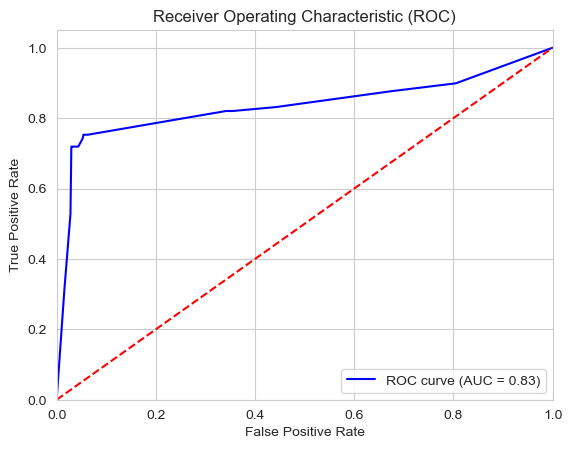 Receiver Operating Characteristic (ROC)
True Positive Rate
1.0
0.8
0.6
0.4
0.2
0.0
ROC curve (AUC = 0.83)
0.0 0.2 0.4 0.6 0.8 1.0
False Positive Rate